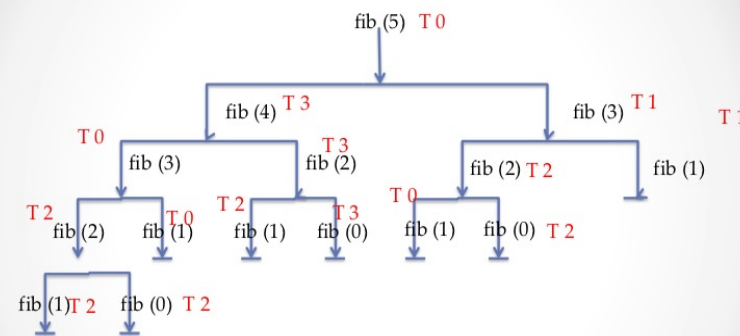 fib (5) T 0
fib (4) T 3 fib (3) T 1 T
T 0 fib (3) T 3 fib (2) fib (2) T 2 fib (1)
T 2 fib (2) T 0 fib (1) T 2 fib (1) T 3 fib (0) T 0 fib (1) fib (0) T 2
fib (1) T 2 fib (0) T 2